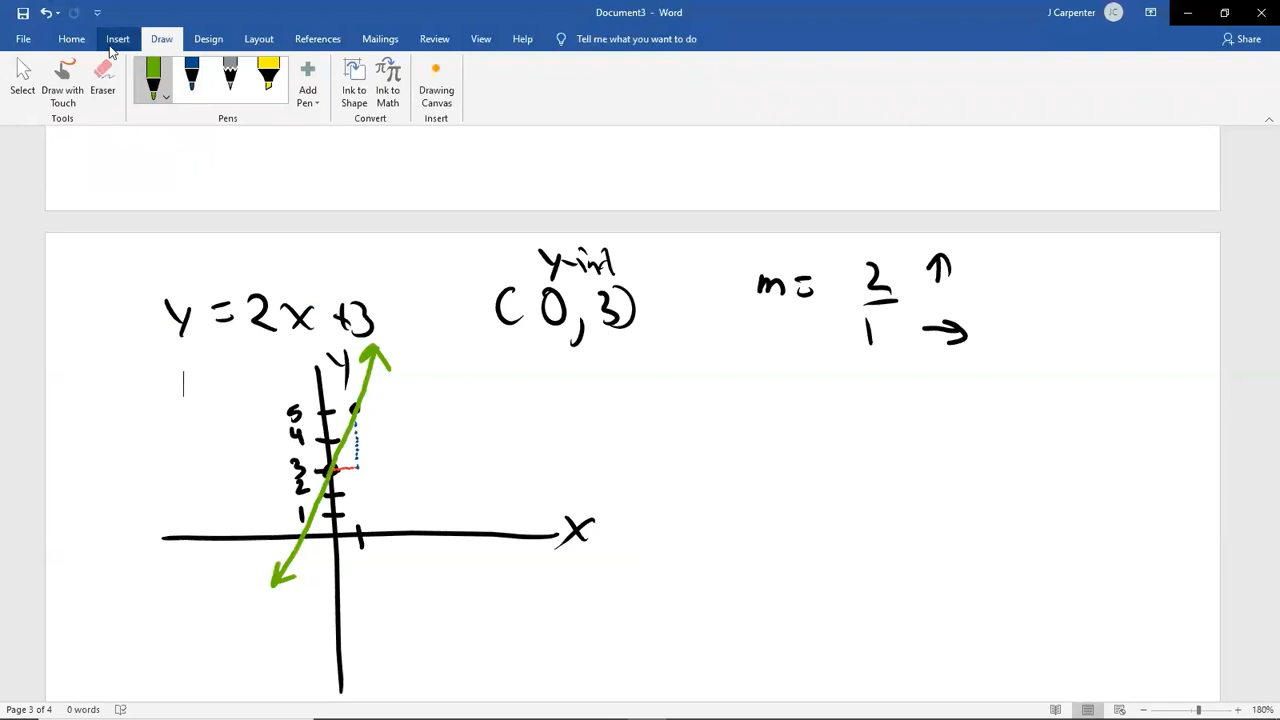 Document3 - Word
J Carpenter
JC
File Home Insert Draw Design Layout References Mailings Review View Help Tell me what you want to do Share
Select
Draw with Touch
Eraser
Add Pen
Ink to Shape
Ink to Math
Drawing Canvas
Tools
Pens
Convert
Insert
y-int
y = 2x +3
(0,3)
m = 2
1
y
5
4
3
2
1
x
Page 3 of 4
0 words
180%